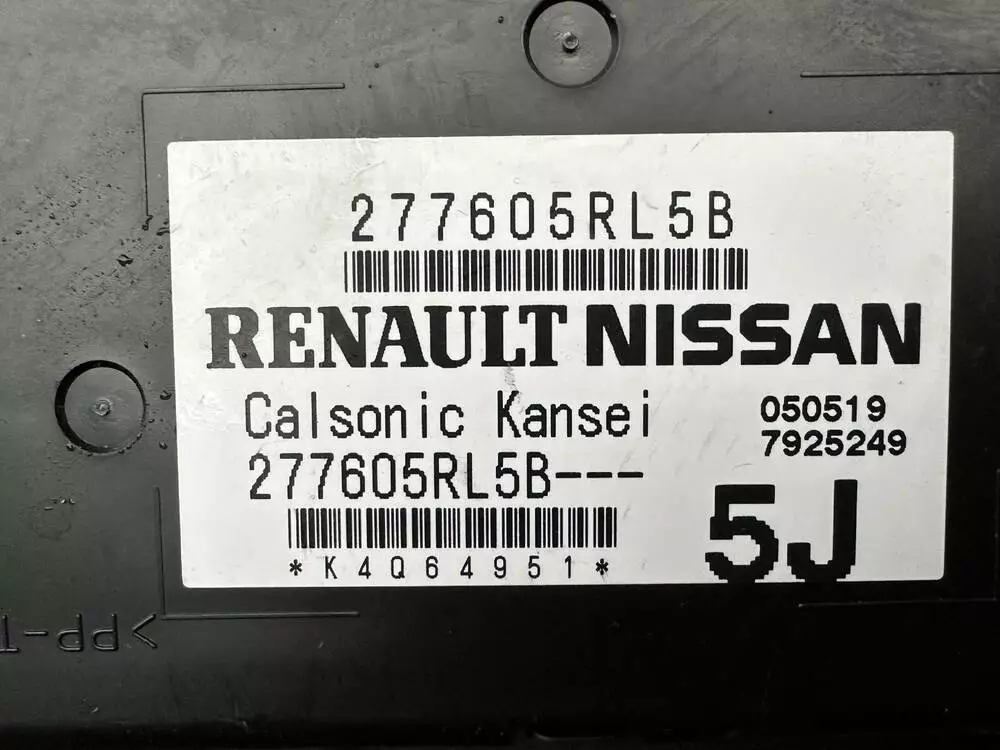 277605RL5B
RENAULT NISSAN
Calsonic Kansei
050519
7925249
277605RL5B---
5J
*K4Q64951*
>PP-T